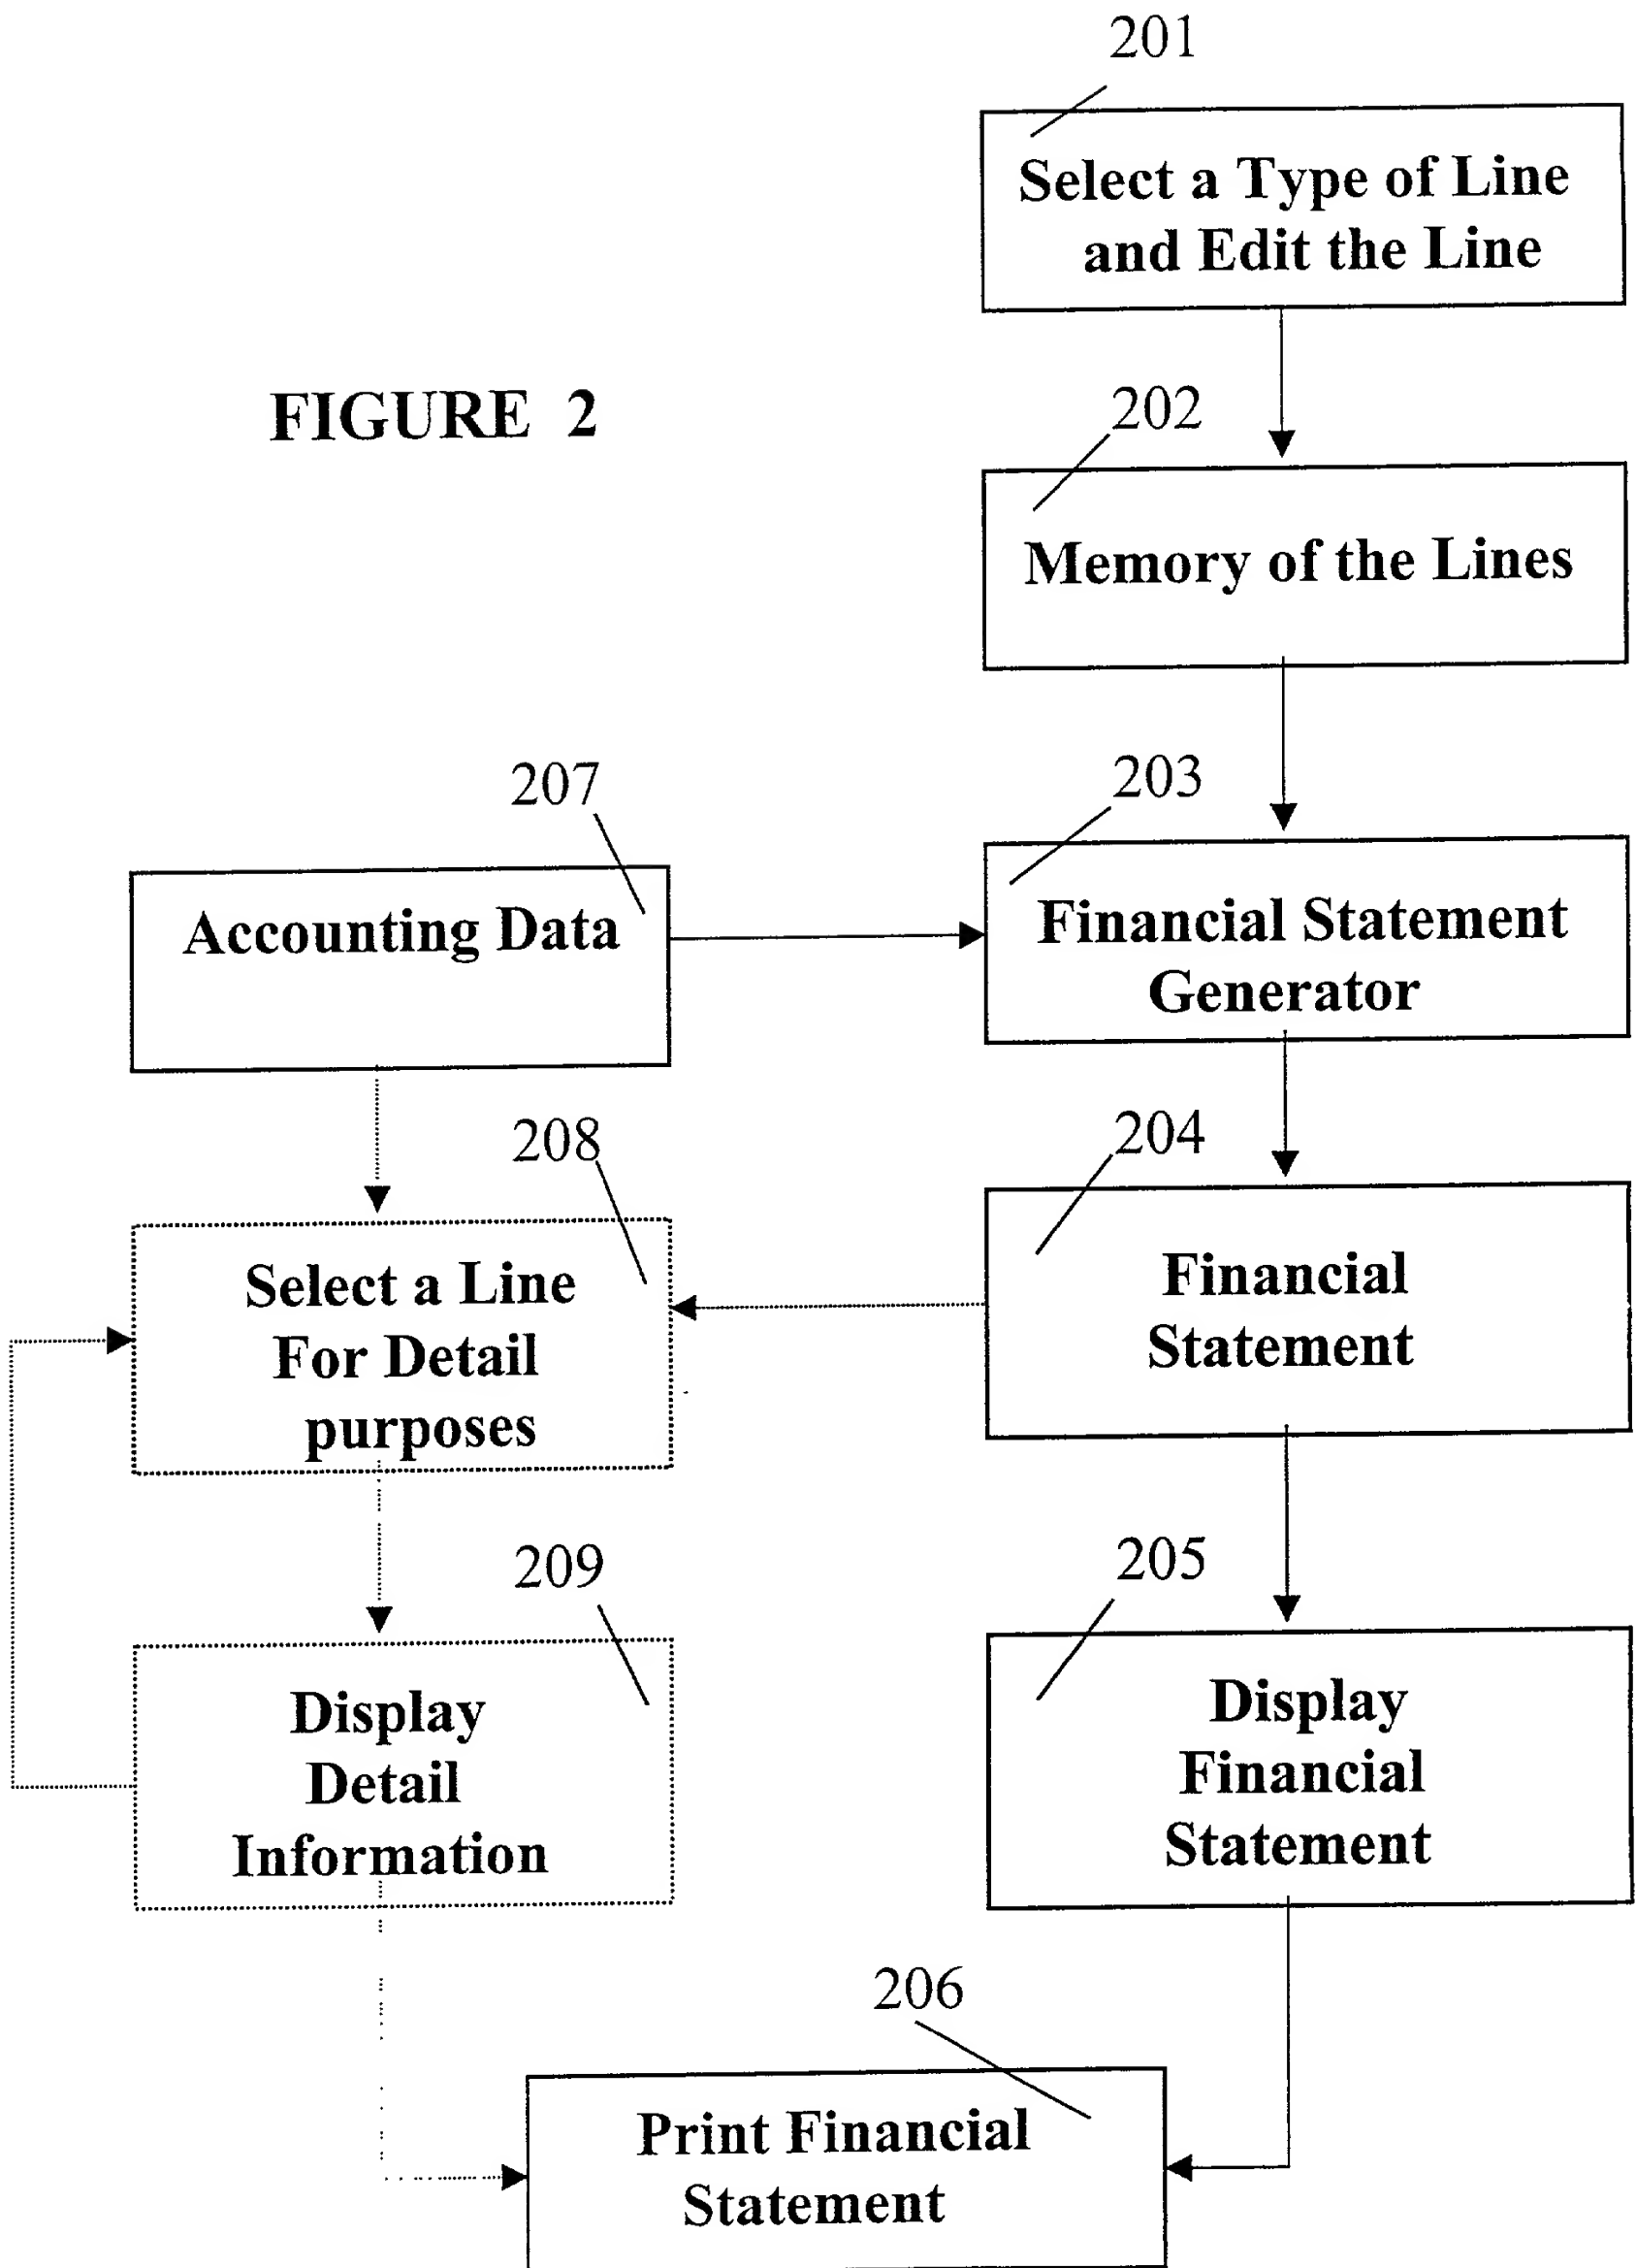 201
Select a Type of Line
and Edit the Line
FIGURE 2
202
Memory of the Lines
207
203
Accounting Data
Financial Statement
Generator
208
204
Select a Line
For Detail
purposes
Financial
Statement
209
205
Display
Detail
Information
Display
Financial
Statement
206
Print Financial
Statement